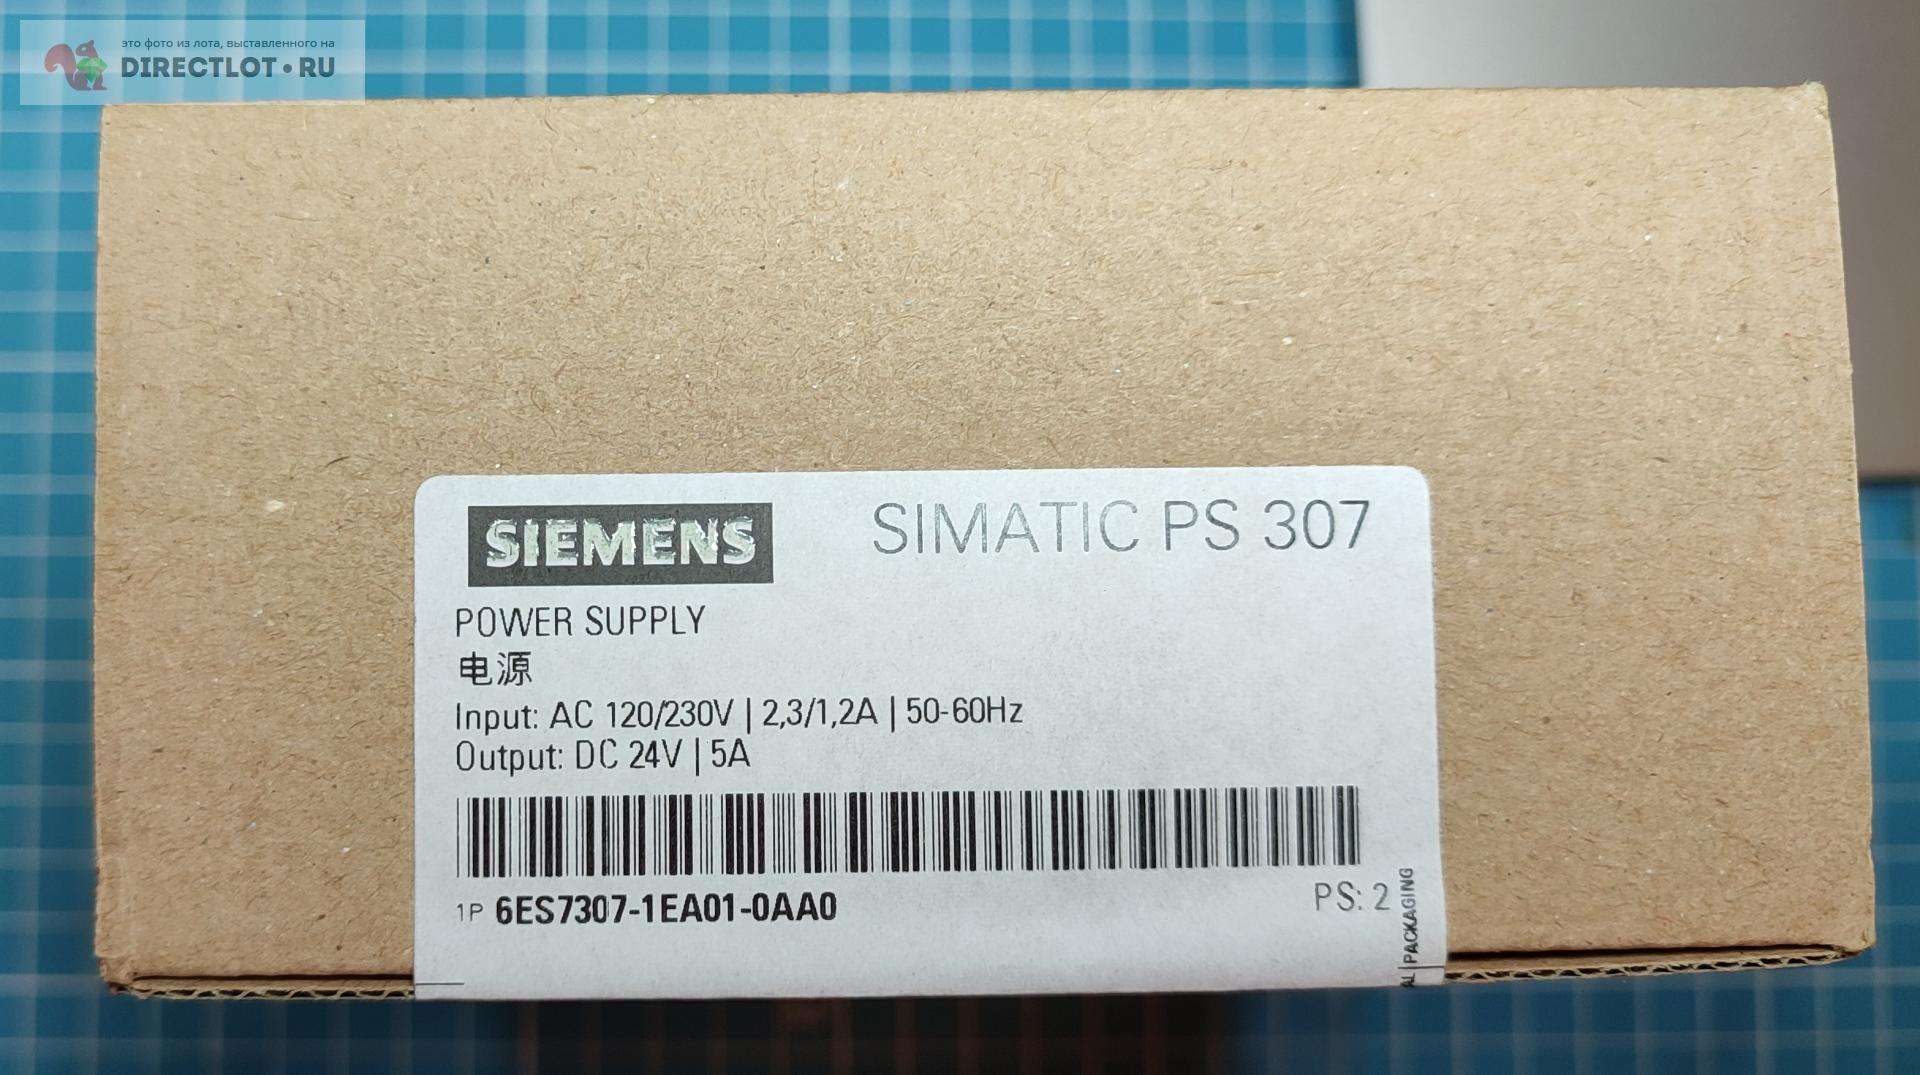 это фото из лота, выставленного на
DIRECTLOT • RU
SIEMENS
SIMATIC PS 307
POWER SUPPLY
电源
Input: AC 120/230V | 2,3/1,2A | 50-60Hz
Output: DC 24V | 5A
1P 6ES7307-1EA01-0AA0
PS: 2
AL | PACKAGING